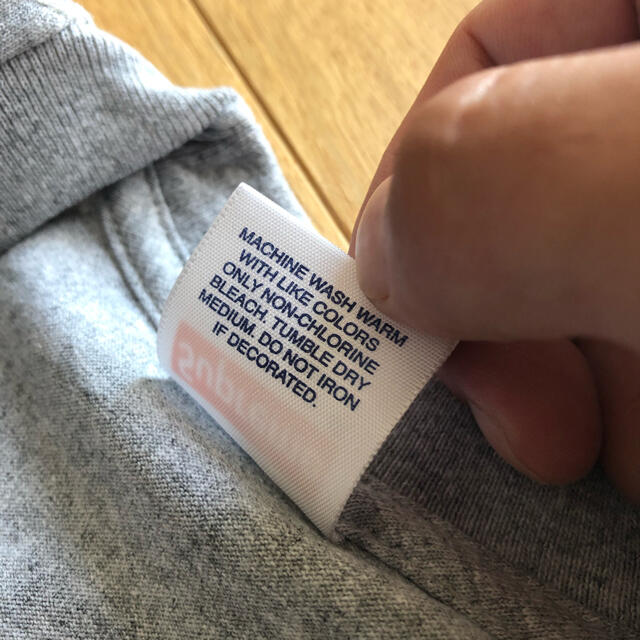 MACHINE WASH WARM
WITH LIKE COLORS
ONLY NON-CHLORINE
BLEACH, TUMBLE DRY
MEDIUM. DO NOT IRON
IF DECORATED.